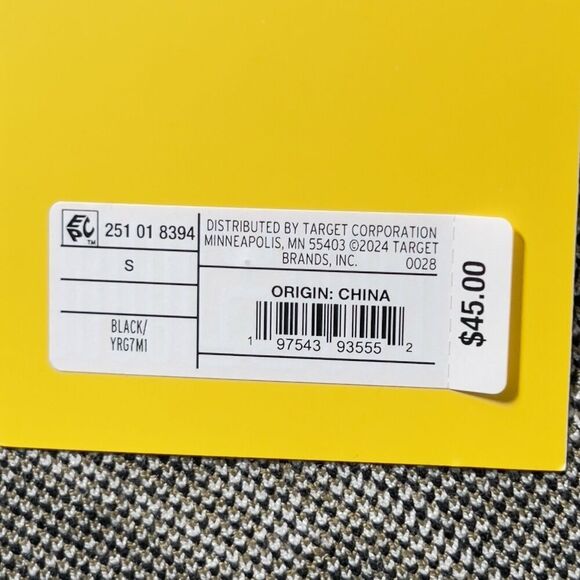 EPC™ 251 01 8394
S
BLACK/
YRG7M1
DISTRIBUTED BY TARGET CORPORATION
MINNEAPOLIS, MN 55403 ©2024 TARGET
BRANDS, INC. 0028
ORIGIN: CHINA
1 97543 93555 2
$45.00